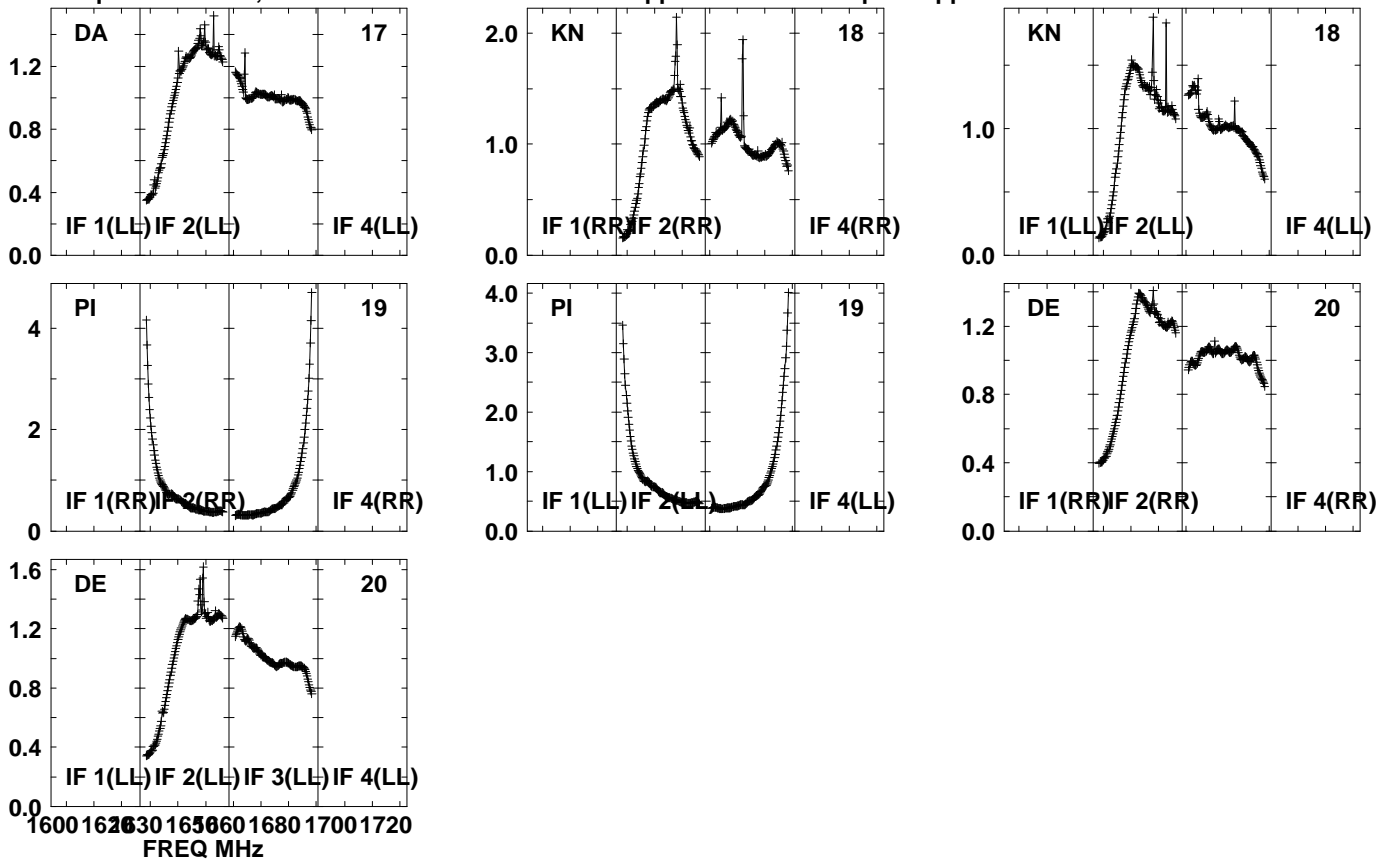 DA 17
1.2
0.8
0.4
0.0
IF 1(LL) IF 2(LL) IF 4(LL)
KN 18
2.0
1.0
0.0
IF 1(RR) IF 2(RR) IF 4(RR)
KN 18
1.0
0.0
IF 1(LL) IF 2(LL) IF 4(LL)
PI 19
4
2
0
IF 1(RR) IF 2(RR) IF 4(RR)
PI 19
4.0
3.0
2.0
1.0
0.0
IF 1(LL) IF 2(LL) IF 4(LL)
DE 20
1.2
0.8
0.4
0.0
IF 1(RR) IF 2(RR) IF 4(RR)
DE 20
1.6
1.2
0.8
0.4
0.0
IF 1(LL) IF 2(LL) IF 3(LL) IF 4(LL)
1600 1620 1630 1650 1660 1680 1700 1720
FREQ MHz